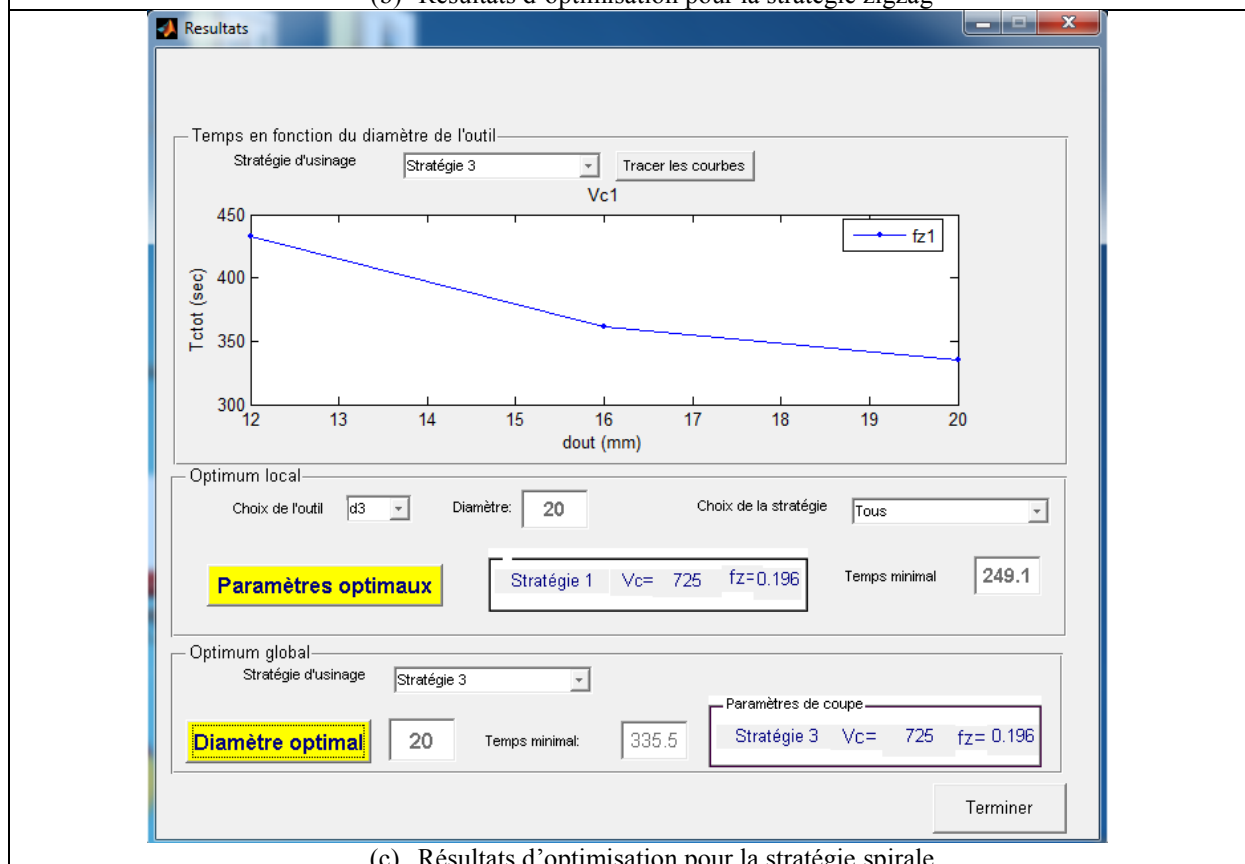 (b) Résultats d'optimisation pour la stratégie zigzag
Resultats
Temps en fonction du diamètre de l'outil
Stratégie d'usinage Stratégie 3 Tracer les courbes
Vc1
450
400
350
300
Tctot (sec)
fz1
12 13 14 15 16 17 18 19 20
dout (mm)
Optimum local
Choix de l'outil d3 Diamètre: 20 Choix de la stratégie Tous
Paramètres optimaux Stratégie 1 Vc= 725 fz=0.196 Temps minimal 249.1
Optimum global
Stratégie d'usinage Stratégie 3
Paramètres de coupe
Diamètre optimal 20 Temps minimal: 335.5 Stratégie 3 Vc= 725 fz= 0.196
Terminer
(c) Résultats d'optimisation pour la stratégie spirale